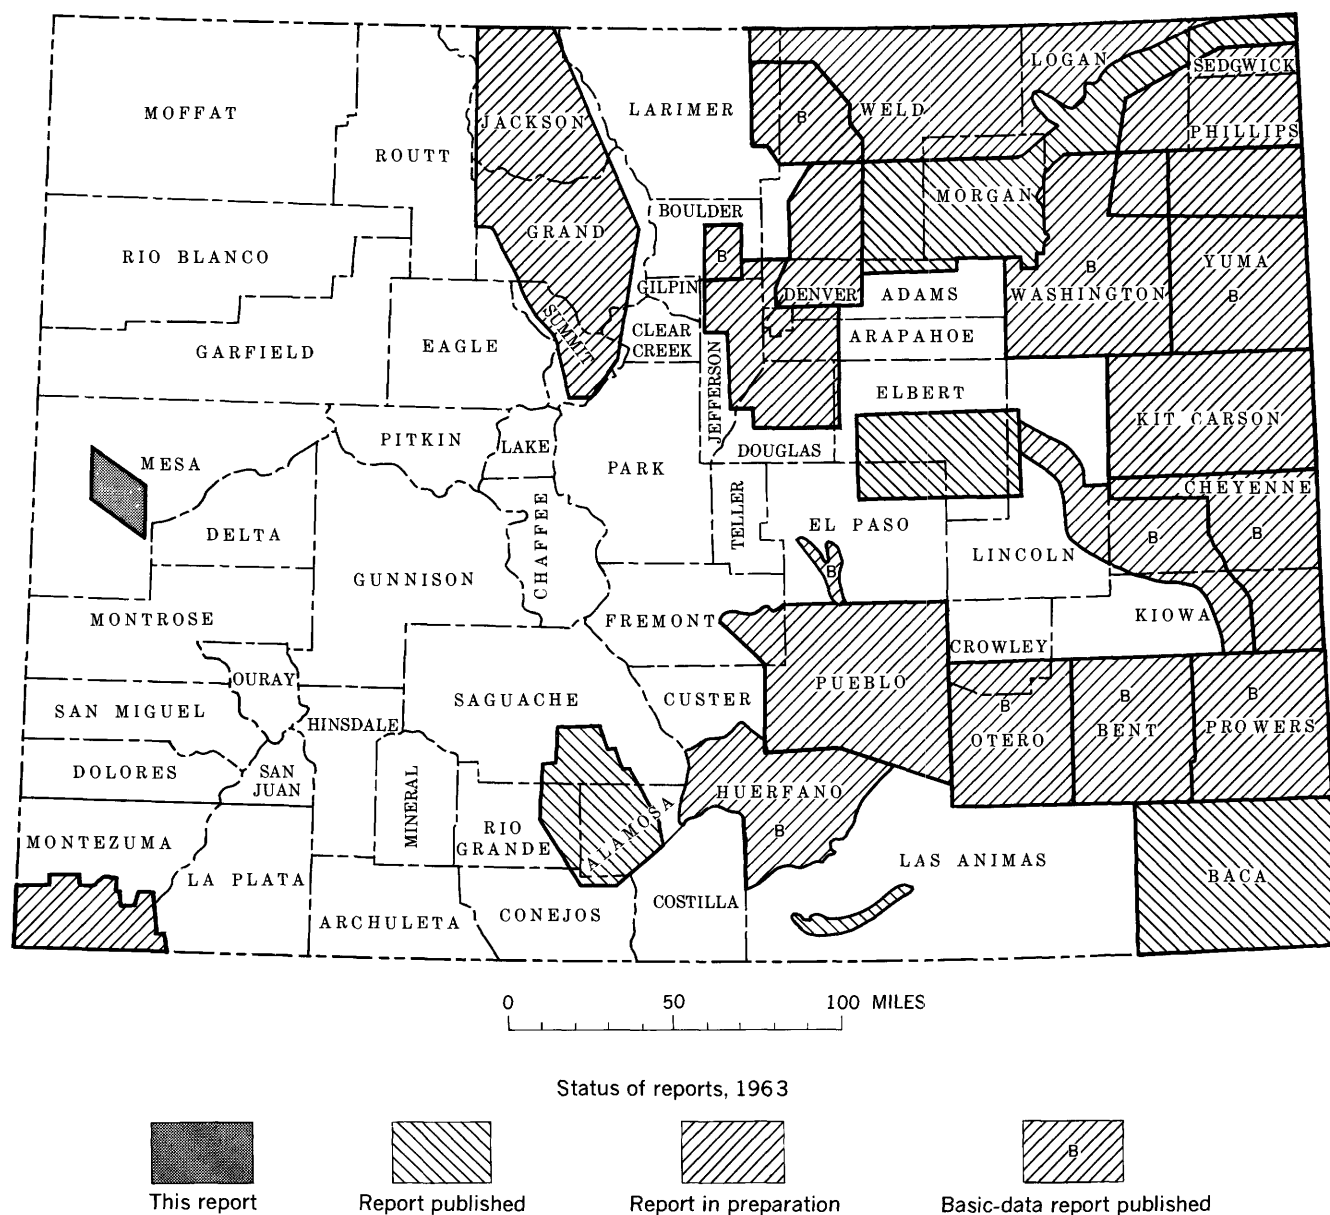 MOFFAT
ROUTT
JACKSON
LARIMER
B
WELD
LOGAN
SEDGWICK
PHILLIPS
RIO BLANCO
GRAND
BOULDER
B
MORGAN
B
WASHINGTON
YUMA
B
GARFIELD
EAGLE
SUMMIT
GILPIN
CLEAR
CREEK
JEFFERSON
DENVER
ADAMS
ARAPAHOE
ELBERT
KIT CARSON
MESA
PITKIN
LAKE
PARK
DOUGLAS
CHEYENNE
DELTA
GUNNISON
CHAFFEE
TELLER
EL PASO
B
LINCOLN
B
B
MONTROSE
FREMONT
CROWLEY
KIOWA
OURAY
SAN MIGUEL
HINSDALE
SAGUACHE
CUSTER
PUEBLO
B
OTERO
B
BENT
B
PROWERS
DOLORES
SAN
JUAN
MINERAL
RIO
GRANDE
ALAMOSA
HUERFANO
B
MONTEZUMA
LA PLATA
ARCHULETA
CONEJOS
COSTILLA
LAS ANIMAS
BACA
0 50 100 MILES
Status of reports, 1963
B
This report
Report published
Report in preparation
Basic-data report published